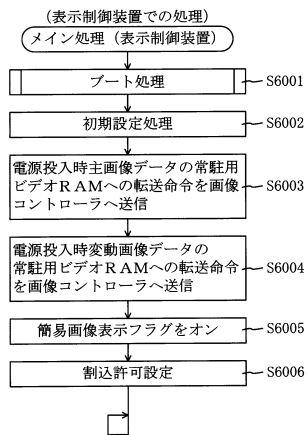 (表示制御装置での処理)
メイン処理(表示制御装置)
ブート処理
S6001
初期設定処理
S6002
電源投入時主画像データの常駐用
ビデオRAMへの転送命令を画像
コントローラへ送信
S6003
電源投入時変動画像データの
常駐用ビデオRAMへの転送命令
を画像コントローラへ送信
S6004
簡易画像表示フラグをオン
S6005
割込許可設定
S6006